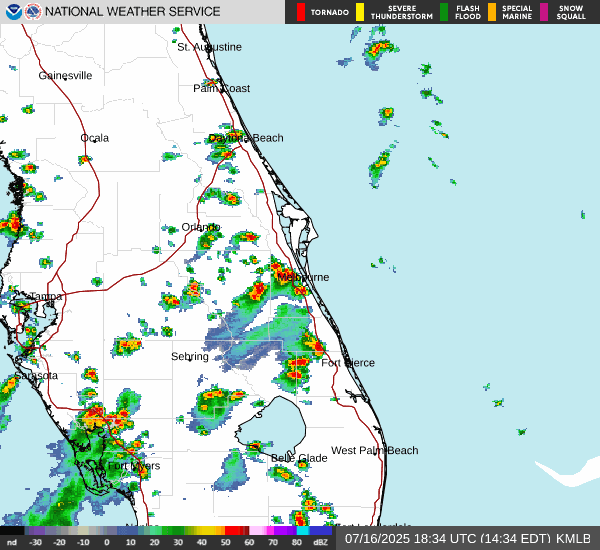 NATIONAL WEATHER SERVICE
TORNADO
SEVERE THUNDERSTORM
FLASH FLOOD
SPECIAL MARINE
SNOW SQUALL
St. Augustine
Gainesville
Palm Coast
Ocala
Daytona Beach
Orlando
Melbourne
Tampa
Sebring
Fort Pierce
Sarasota
West Palm Beach
Belle Glade
Fort Myers
nd -30 -20 -10 0 10 20 30 40 50 60 70 80 dBZ
07/16/2025 18:34 UTC (14:34 EDT) KMLB